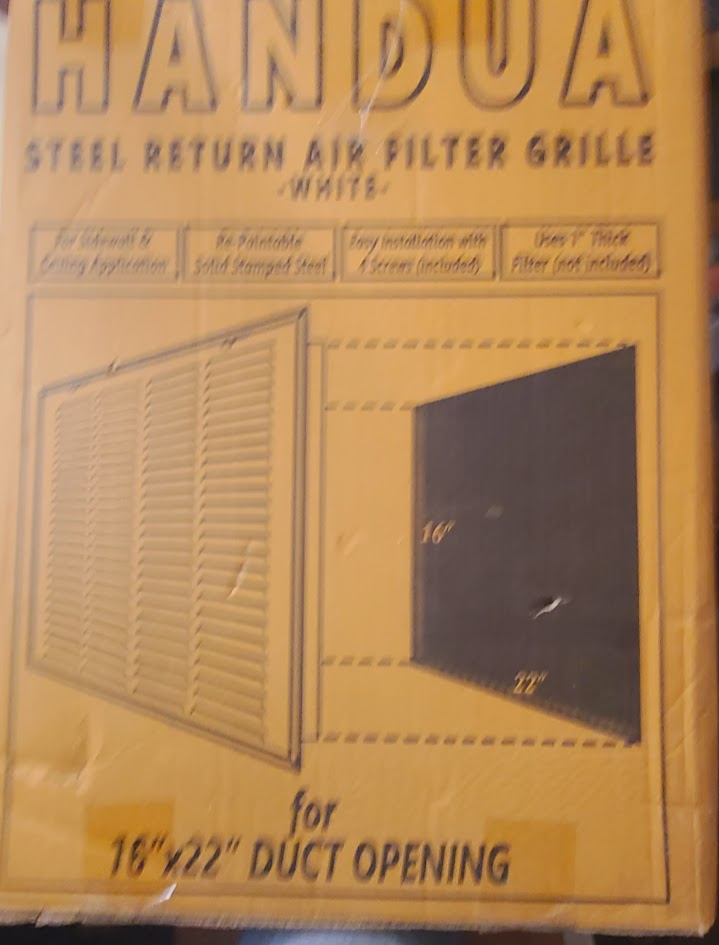 HANDUA
STEEL RETURN AIR FILTER GRILLE
-WHITE-
For Sidewall &
Ceiling Application
Re-Paintable
Solid Stamped Steel
Easy Installation with
4 Screws (included)
Uses 1" Thick
Filter (not included)
16"
22"
for
16"x22" DUCT OPENING